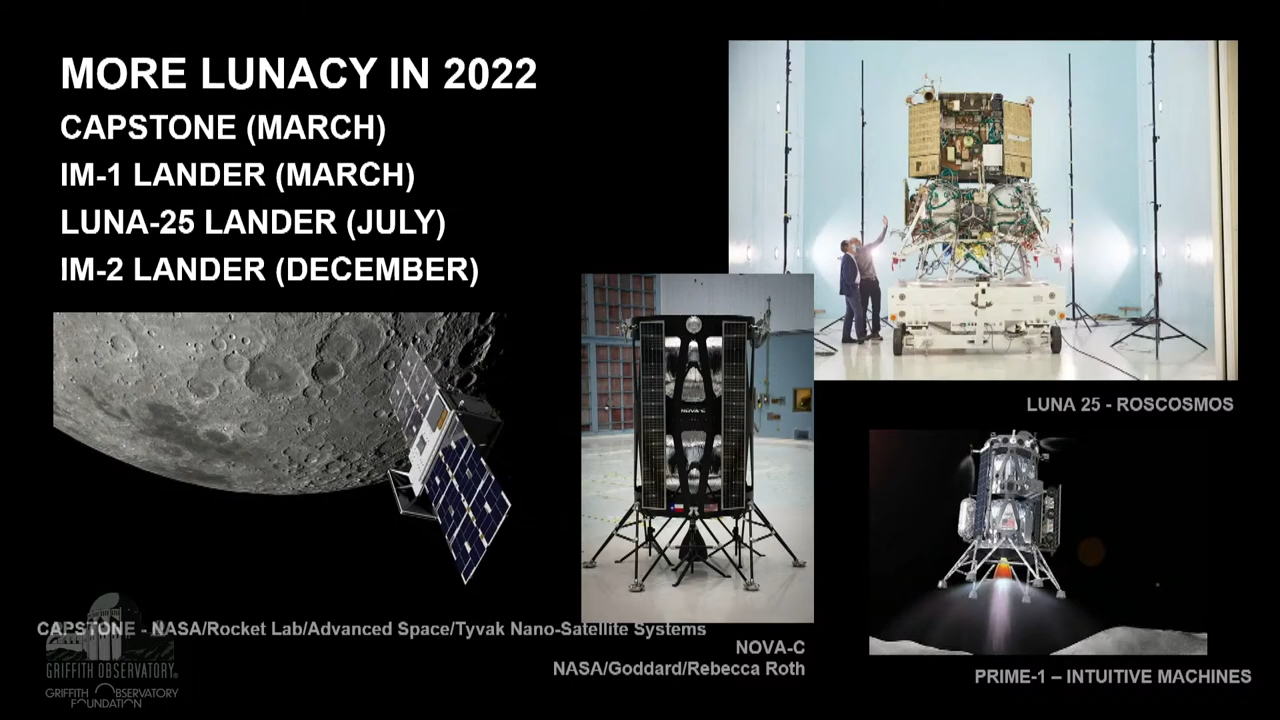 MORE LUNACY IN 2022
CAPSTONE (MARCH)
IM-1 LANDER (MARCH)
LUNA-25 LANDER (JULY)
IM-2 LANDER (DECEMBER)
NOVA-C
LUNA 25 - ROSCOSMOS
CAPSTONE - NASA/Rocket Lab/Advanced Space/Tyvak Nano-Satellite Systems
NOVA-C
NASA/Goddard/Rebecca Roth
PRIME-1 – INTUITIVE MACHINES
GRIFFITH OBSERVATORY®
GRIFFITH OBSERVATORY
FOUNDATION